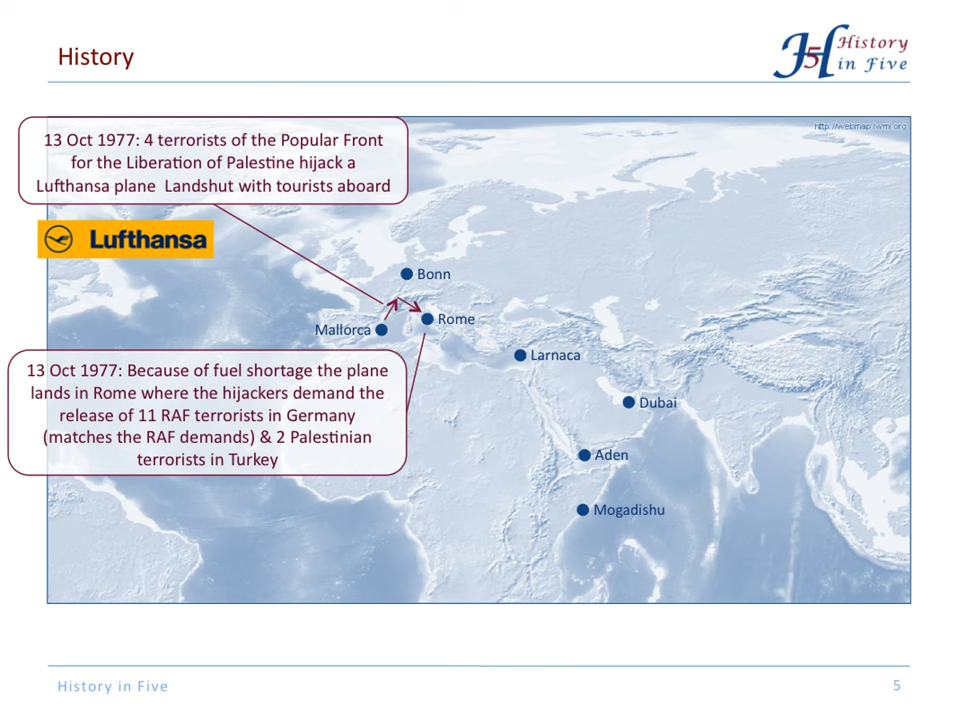 History
History
in Five
H5
http://webmap.iwmi.org
13 Oct 1977: 4 terrorists of the Popular Front
for the Liberation of Palestine hijack a
Lufthansa plane  Landshut with tourists aboard
Lufthansa
Bonn
Rome
Mallorca
Larnaca
13 Oct 1977: Because of fuel shortage the plane
lands in Rome where the hijackers demand the
release of 11 RAF terrorists in Germany
(matches the RAF demands) & 2 Palestinian
terrorists in Turkey
Dubai
Aden
Mogadishu
History in Five
5